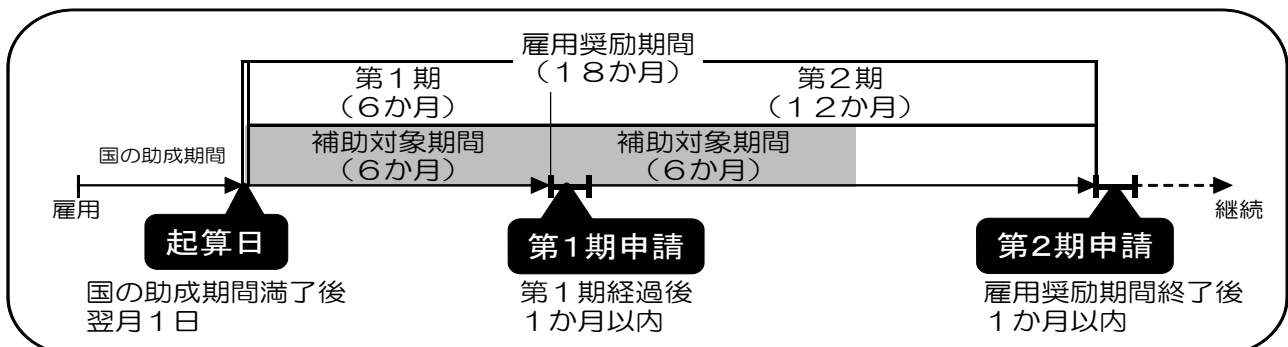 雇用奨励期間
（１８か月）
第１期
（６か月）
第２期
（１２か月）
国の助成期間
補助対象期間
（６か月）
補助対象期間
（６か月）
雇用
継続
起算日
第１期申請
第２期申請
国の助成期間満了後
翌月１日
第１期経過後
１か月以内
雇用奨励期間終了後
１か月以内